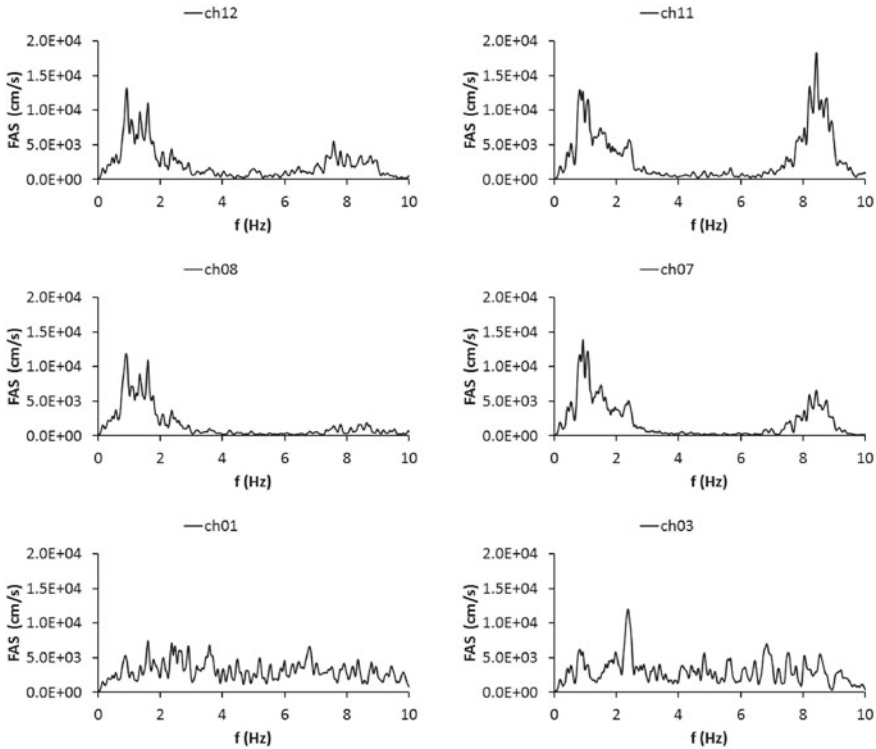 ch12
2.0E+04
1.5E+04
1.0E+04
5.0E+03
0.0E+00
FAS (cm/s)
0 2 4 6 8 10
f (Hz)
ch11
2.0E+04
1.5E+04
1.0E+04
5.0E+03
0.0E+00
FAS (cm/s)
0 2 4 6 8 10
f (Hz)
ch08
2.0E+04
1.5E+04
1.0E+04
5.0E+03
0.0E+00
FAS (cm/s)
0 2 4 6 8 10
f (Hz)
ch07
2.0E+04
1.5E+04
1.0E+04
5.0E+03
0.0E+00
FAS (cm/s)
0 2 4 6 8 10
f (Hz)
ch01
2.0E+04
1.5E+04
1.0E+04
5.0E+03
0.0E+00
FAS (cm/s)
0 2 4 6 8 10
f (Hz)
ch03
2.0E+04
1.5E+04
1.0E+04
5.0E+03
0.0E+00
FAS (cm/s)
0 2 4 6 8 10
f (Hz)